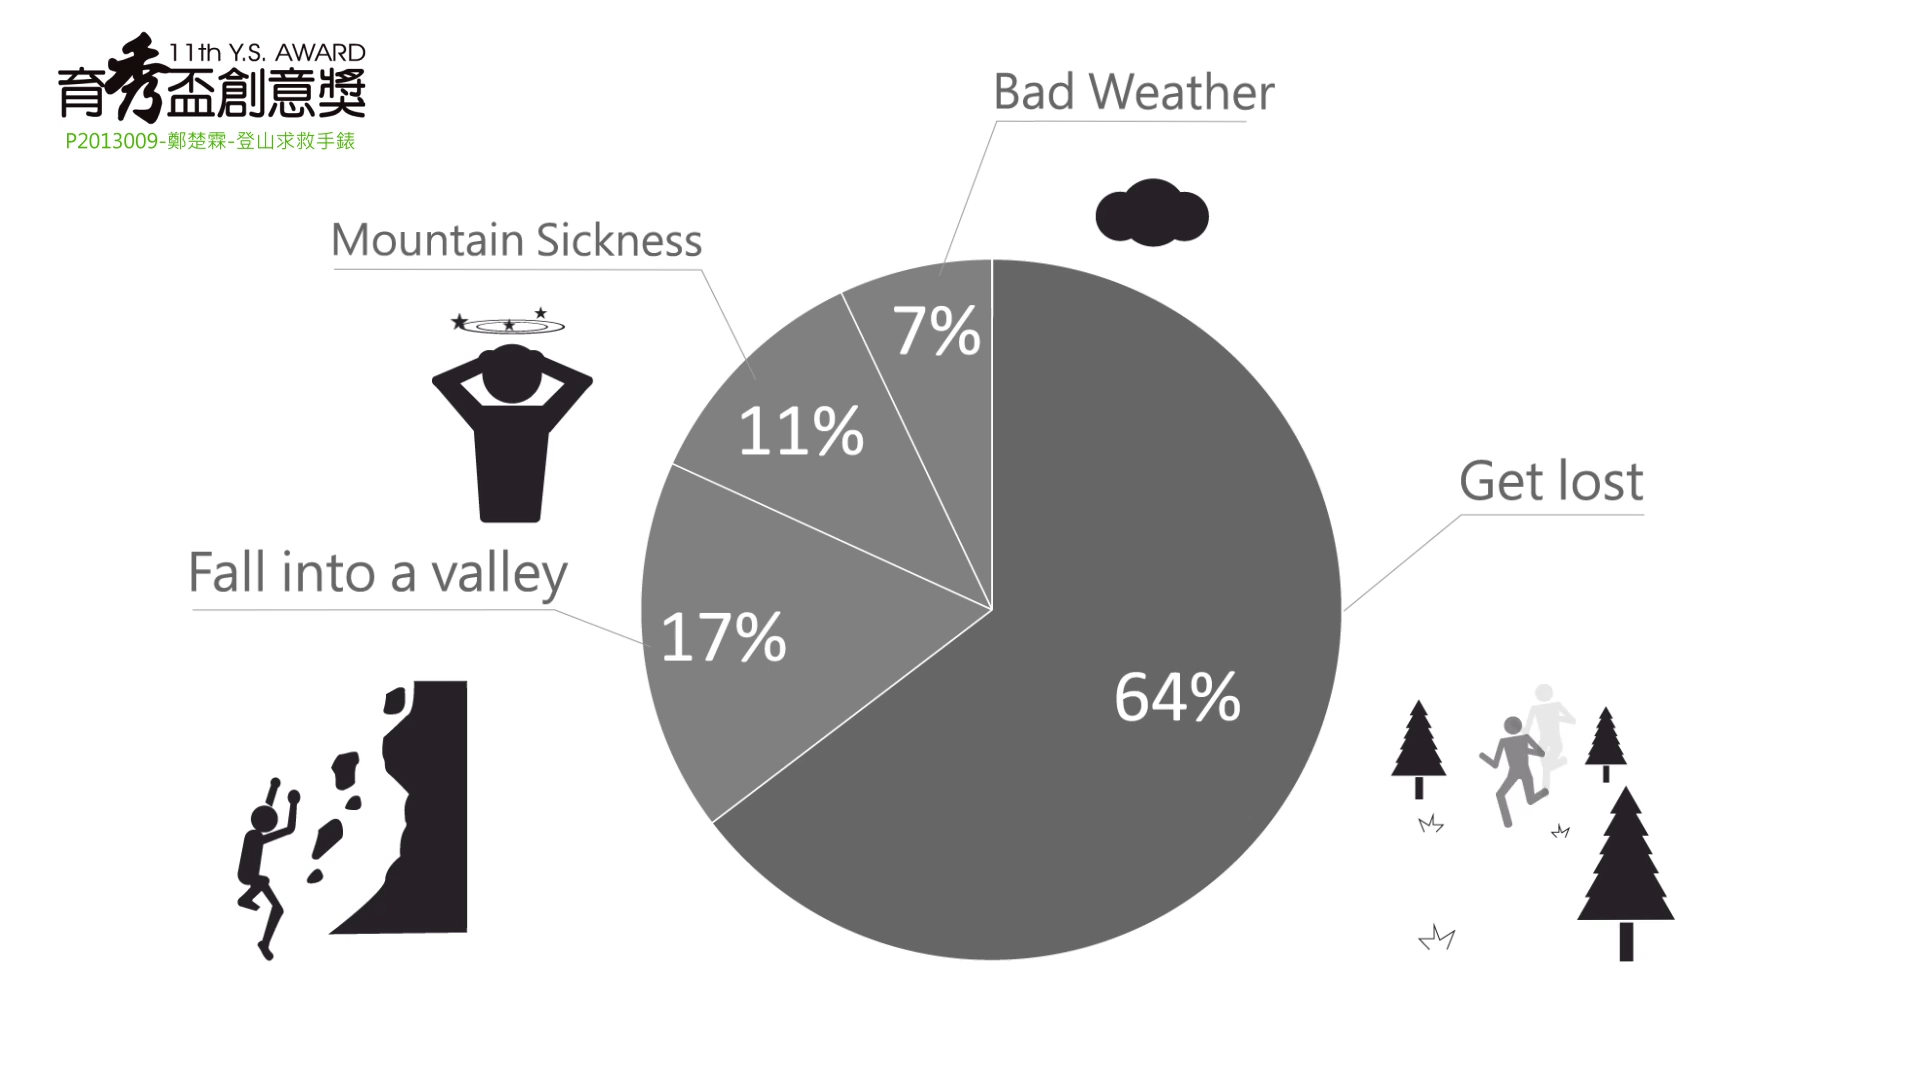 11th Y.S. AWARD
育秀盃創意獎
P2013009-鄭楚霖-登山求救手錶
Bad Weather
Mountain Sickness
7%
11%
Get lost
Fall into a valley
17%
64%